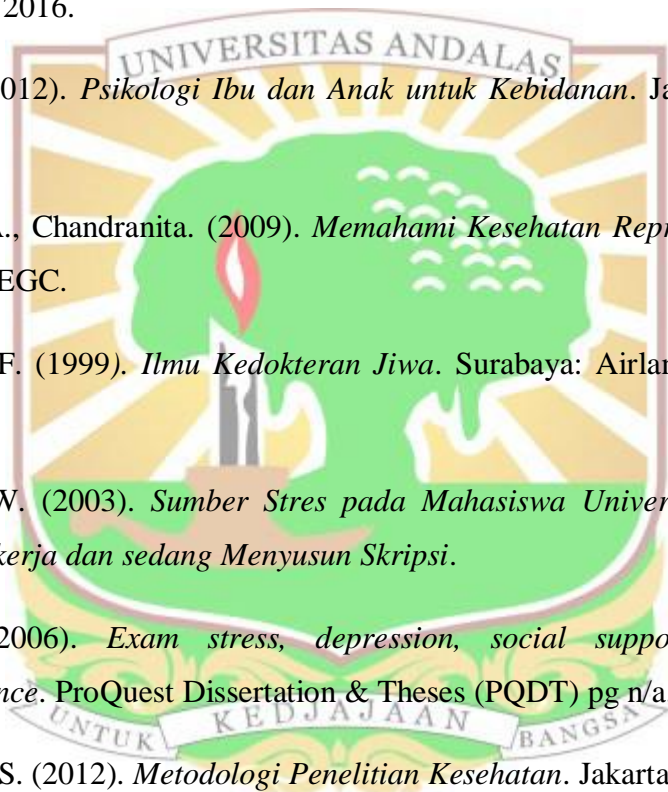 2016.
UNIVERSITAS ANDALAS
012). Psikologi Ibu dan Anak untuk Kebidanan. Ja
A., Chandranita. (2009). Memahami Kesehatan Repr
EGC.
F. (1999). Ilmu Kedokteran Jiwa. Surabaya: Airlan
W. (2003). Sumber Stres pada Mahasiswa Univer
kerja dan sedang Menyusun Skripsi.
2006). Exam stress, depression, social suppo
nce. ProQuest Dissertation & Theses (PQDT) pg n/a
UNTUK KEDJAJAAN BANGSA
S. (2012). Metodologi Penelitian Kesehatan. Jakarta